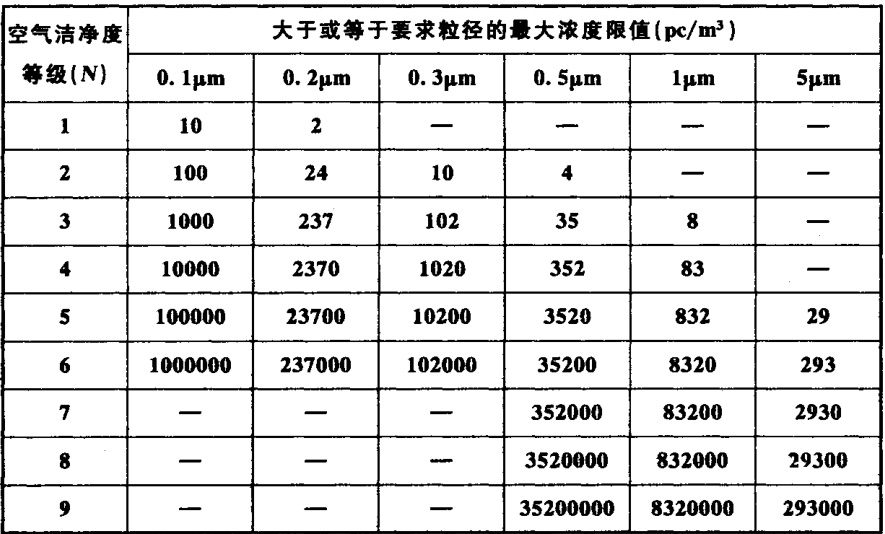 空气洁净度 等级(N) 大于或等于要求粒径的最大浓度限值(pc/m³)
0. 1μm 0. 2μm 0. 3μm 0. 5μm 1μm 5μm
1 10 2 — — — —
2 100 24 10 4 — —
3 1000 237 102 35 8 —
4 10000 2370 1020 352 83 —
5 100000 23700 10200 3520 832 29
6 1000000 237000 102000 35200 8320 293
7 — — — 352000 83200 2930
8 — — — 3520000 832000 29300
9 — — — 35200000 8320000 293000